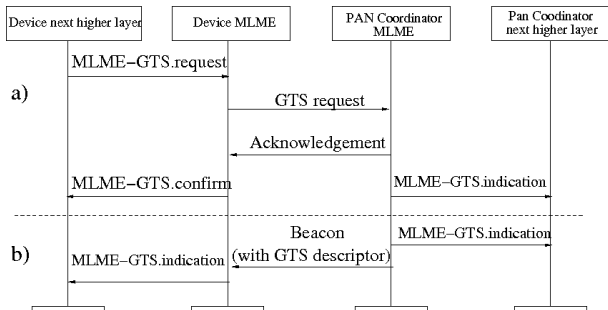 Device next higher layer
Device MLME
PAN Coordinator
MLME
Pan Coodinator
next higher layer
MLME-GTS.request
a)
GTS request
Acknowledgement
MLME-GTS.confirm
MLME-GTS.indication
Beacon
MLME-GTS.indication
b)
(with GTS descriptor)
MLME-GTS.indication